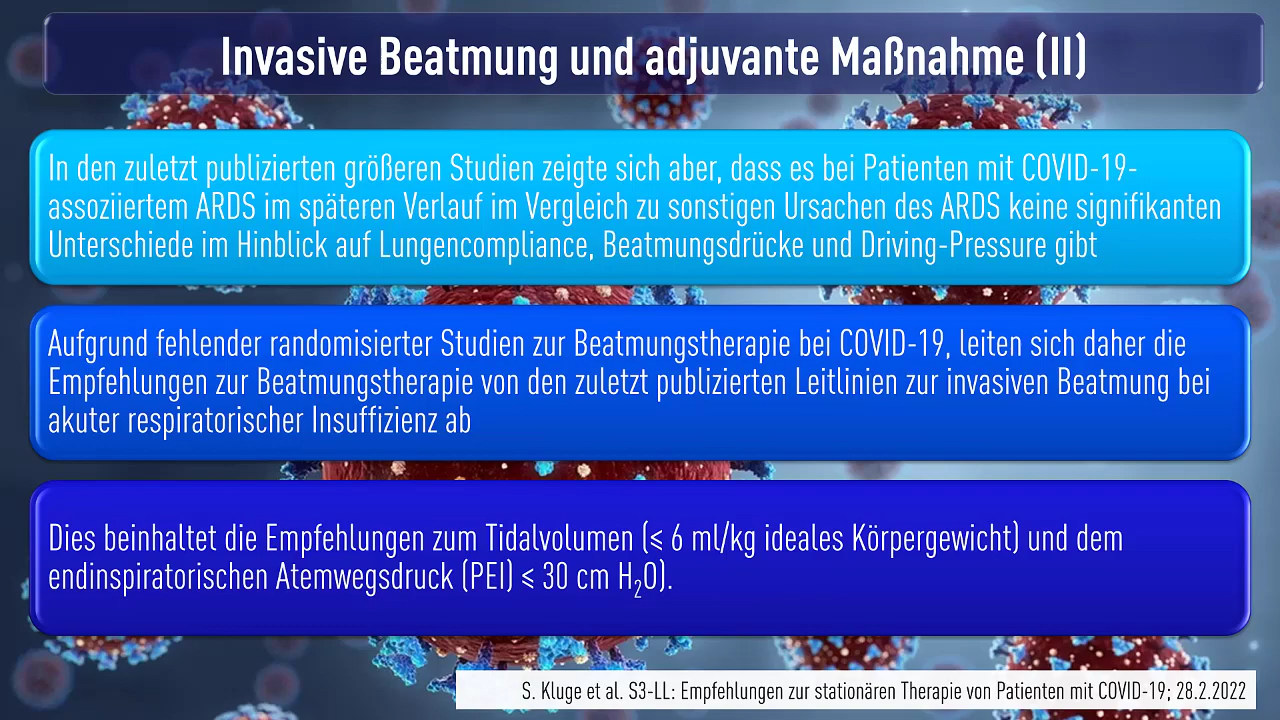 Invasive Beatmung und adjuvante Maßnahme (II)
In den zuletzt publizierten größeren Studien zeigte sich aber, dass es bei Patienten mit COVID-19-
assoziiertem ARDS im späteren Verlauf im Vergleich zu sonstigen Ursachen des ARDS keine signifikanten
Unterschiede im Hinblick auf Lungencompliance, Beatmungsdrücke und Driving-Pressure gibt
Aufgrund fehlender randomisierter Studien zur Beatmungstherapie bei COVID-19, leiten sich daher die
Empfehlungen zur Beatmungstherapie von den zuletzt publizierten Leitlinien zur invasiven Beatmung bei
akuter respiratorischer Insuffizienz ab
Dies beinhaltet die Empfehlungen zum Tidalvolumen (≤ 6 ml/kg ideales Körpergewicht) und dem
endinspiratorischen Atemwegsdruck (PEI) ≤ 30 cm H₂O).
S. Kluge et al. S3-LL: Empfehlungen zur stationären Therapie von Patienten mit COVID-19; 28.2.2022